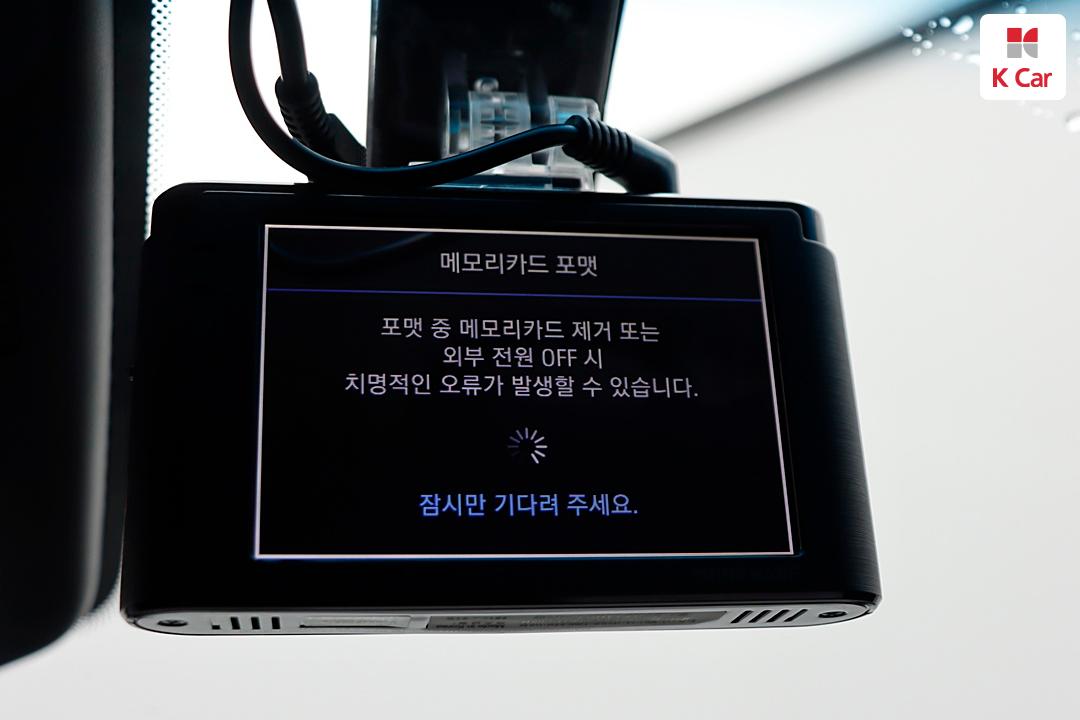 K Car
메모리카드 포맷
포맷 중 메모리카드 제거 또는
외부 전원 OFF 시
치명적인 오류가 발생할 수 있습니다.
잠시만 기다려 주세요.